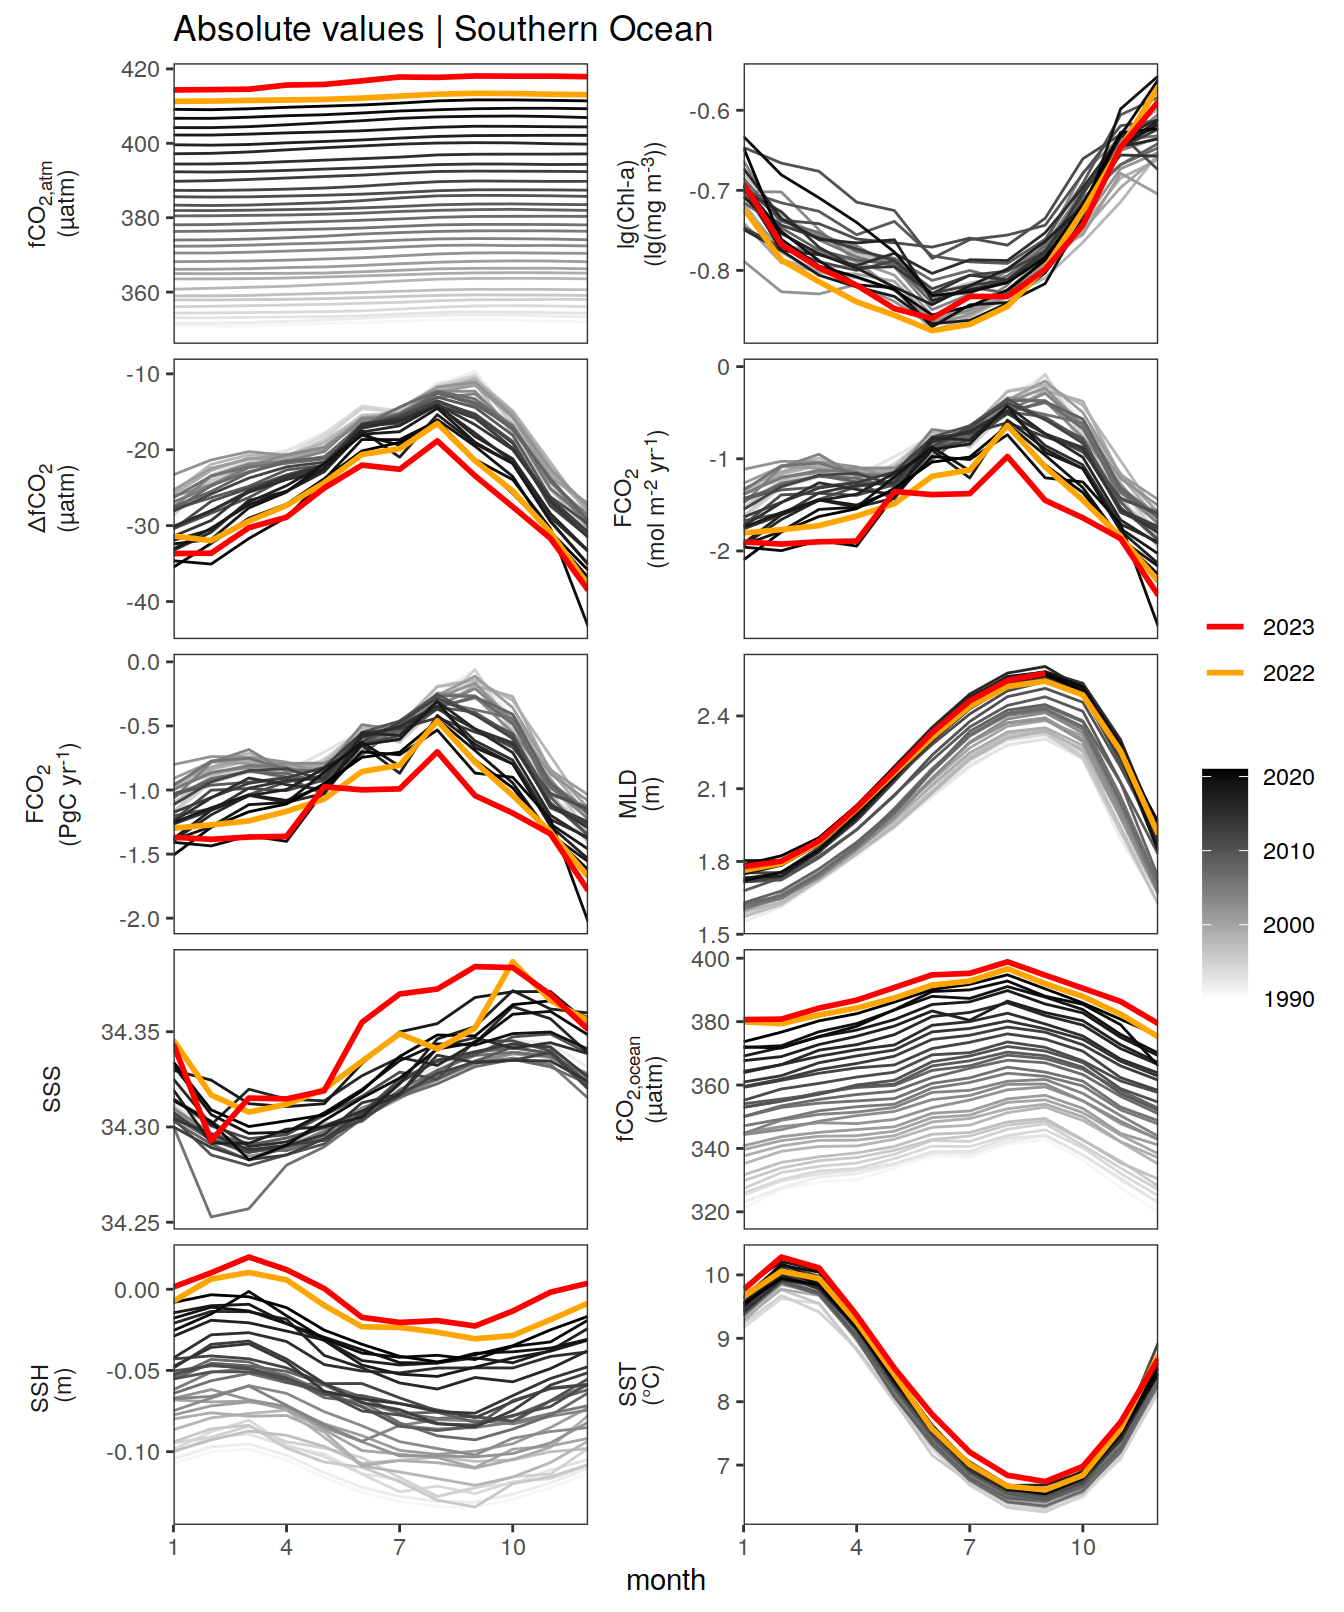 Absolute values | Southern Ocean
fCO2,atm
(µatm)
420
400
380
360
lg(Chl-a)
(lg(mg m-3))
-0.6
-0.7
-0.8
ΔfCO2
(µatm)
-10
-20
-30
-40
FCO2
(mol m-2 yr-1)
0
-1
-2
FCO2
(PgC yr-1)
0.0
-0.5
-1.0
-1.5
-2.0
MLD
(m)
2.4
2.1
1.8
1.5
SSS
34.35
34.30
34.25
fCO2,ocean
(µatm)
400
380
360
340
320
SSH
(m)
0.00
-0.05
-0.10
SST
(°C)
10
9
8
7
1 4 7 10
1 4 7 10
month
2023
2022
2020
2010
2000
1990